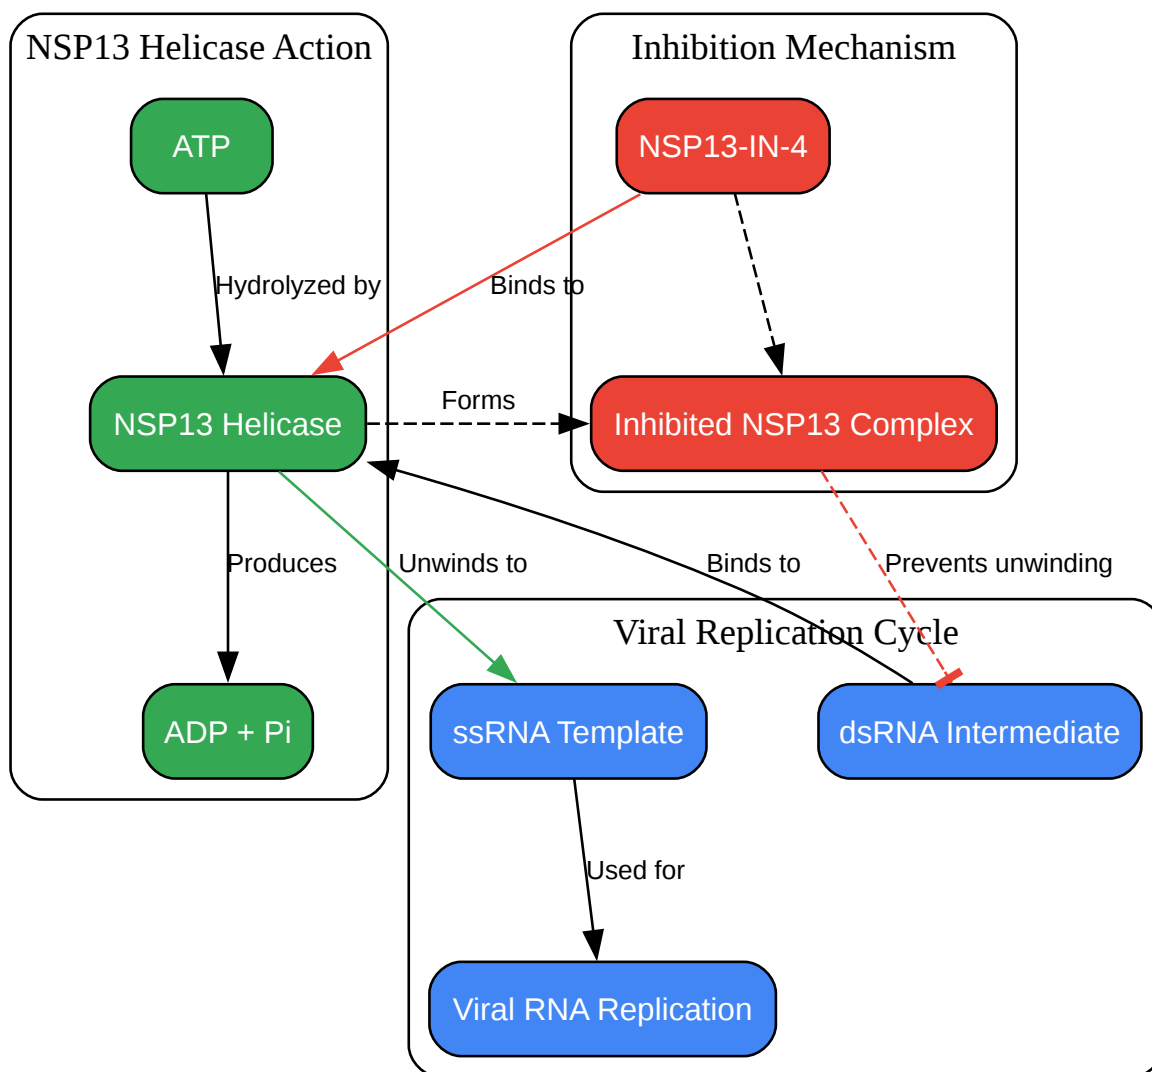 NSP13 Helicase Action
Inhibition Mechanism
ATP
NSP13-IN-4
Hydrolyzed by
Binds to
NSP13 Helicase
Forms
Inhibited NSP13 Complex
Produces
Unwinds to
Binds to
Prevents unwinding
Viral Replication Cycle
ADP + Pi
ssRNA Template
dsRNA Intermediate
Used for
Viral RNA Replication